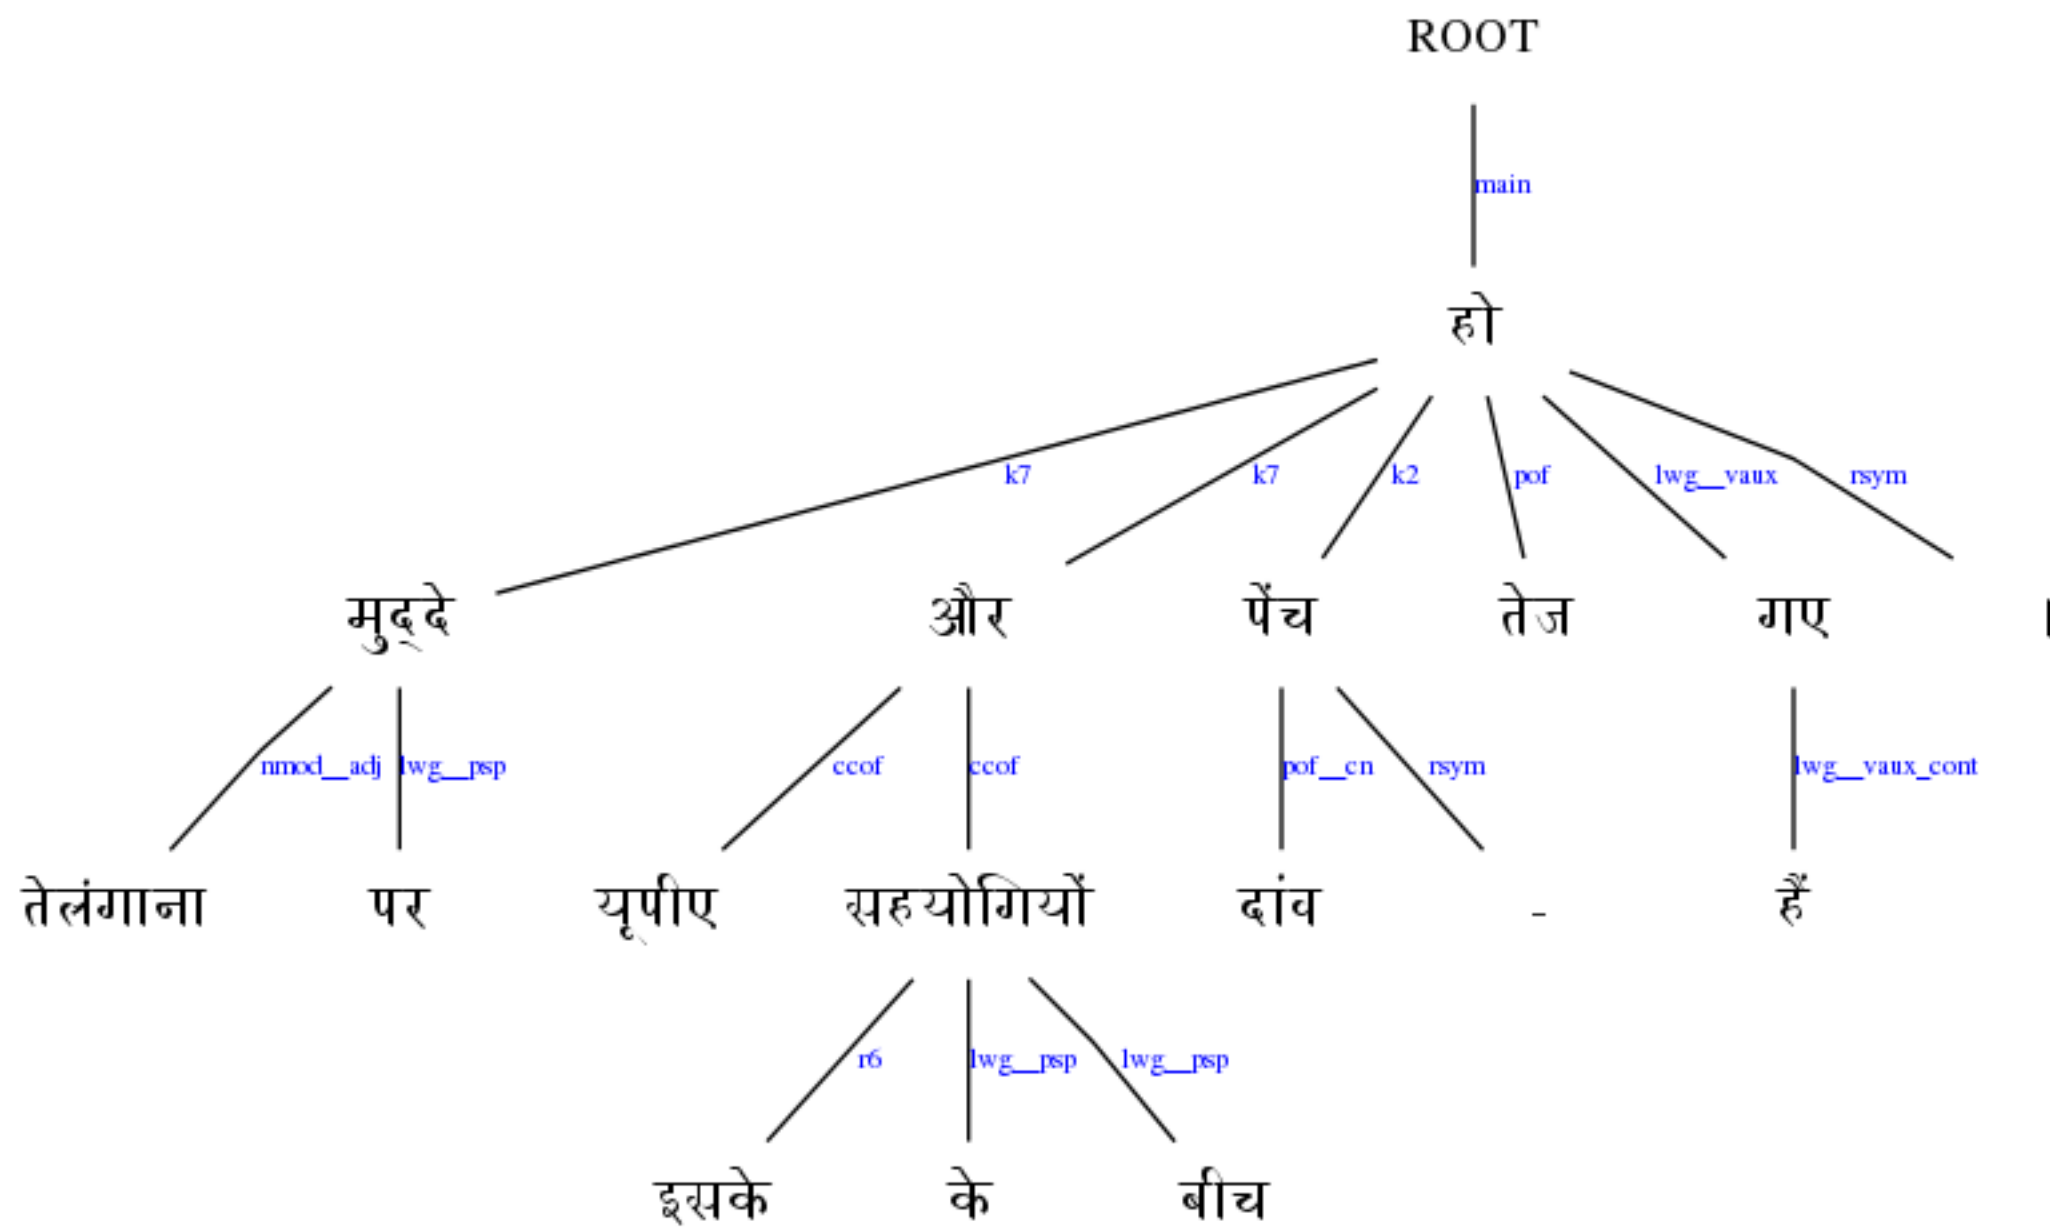 ROOT
main
हो
k7 k7 k2 pof lwg__vaux rsym
मुद्दे और पेंच तेज गए ।
nmod__adj lwg__psp ccof ccof pof__cn rsym lwg__vaux_cont
तेलंगाना पर यूपीए सहयोगियों दांव - हैं
r6 lwg__psp lwg__psp
इसके के बीच